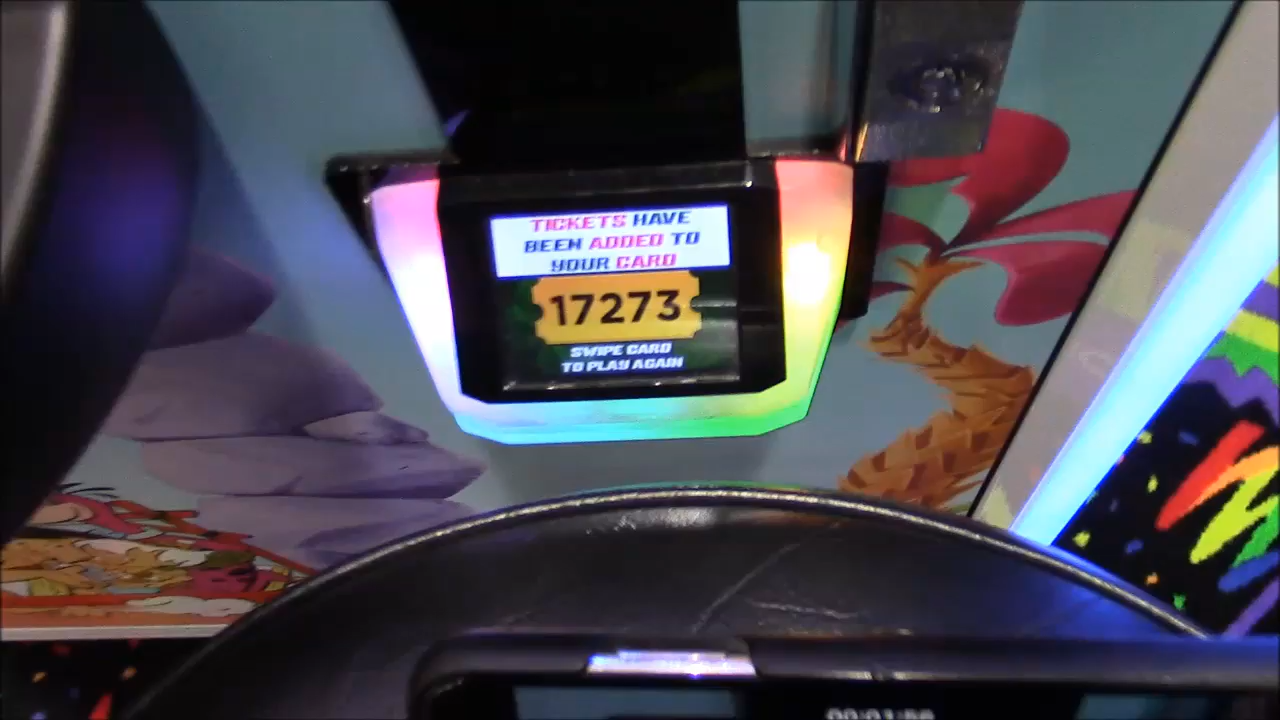 TICKETS HAVE
BEEN ADDED TO
YOUR CARD
17273
SWIPE CARD
TO PLAY AGAIN